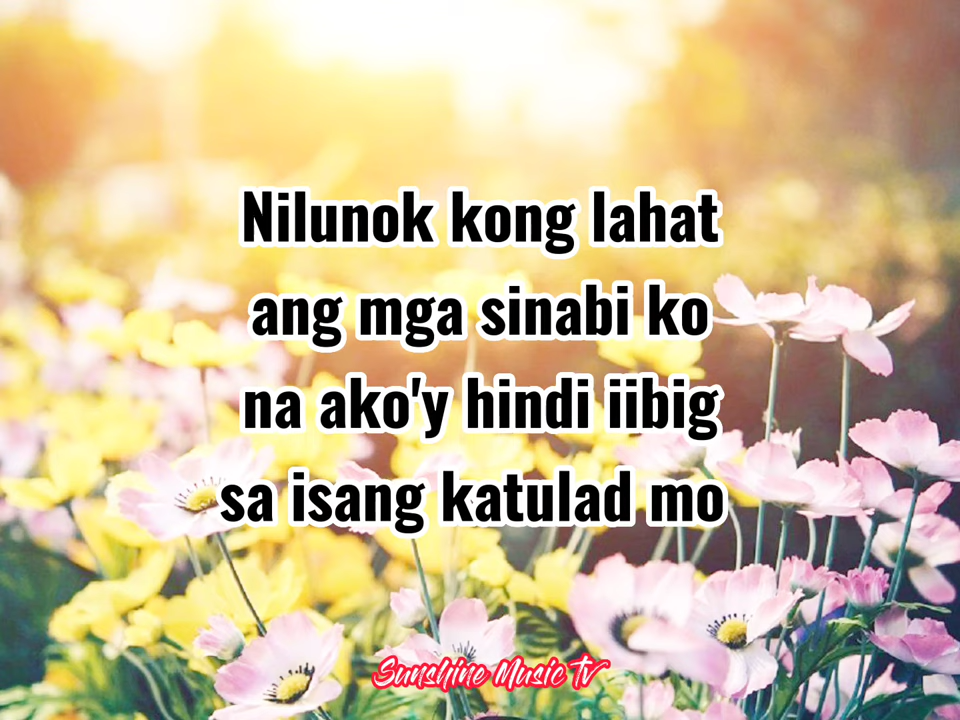 Nilunok kong lahat
ang mga sinabi ko
na ako'y hindi iibig
sa isang katulad mo
Sunshine Music Tv